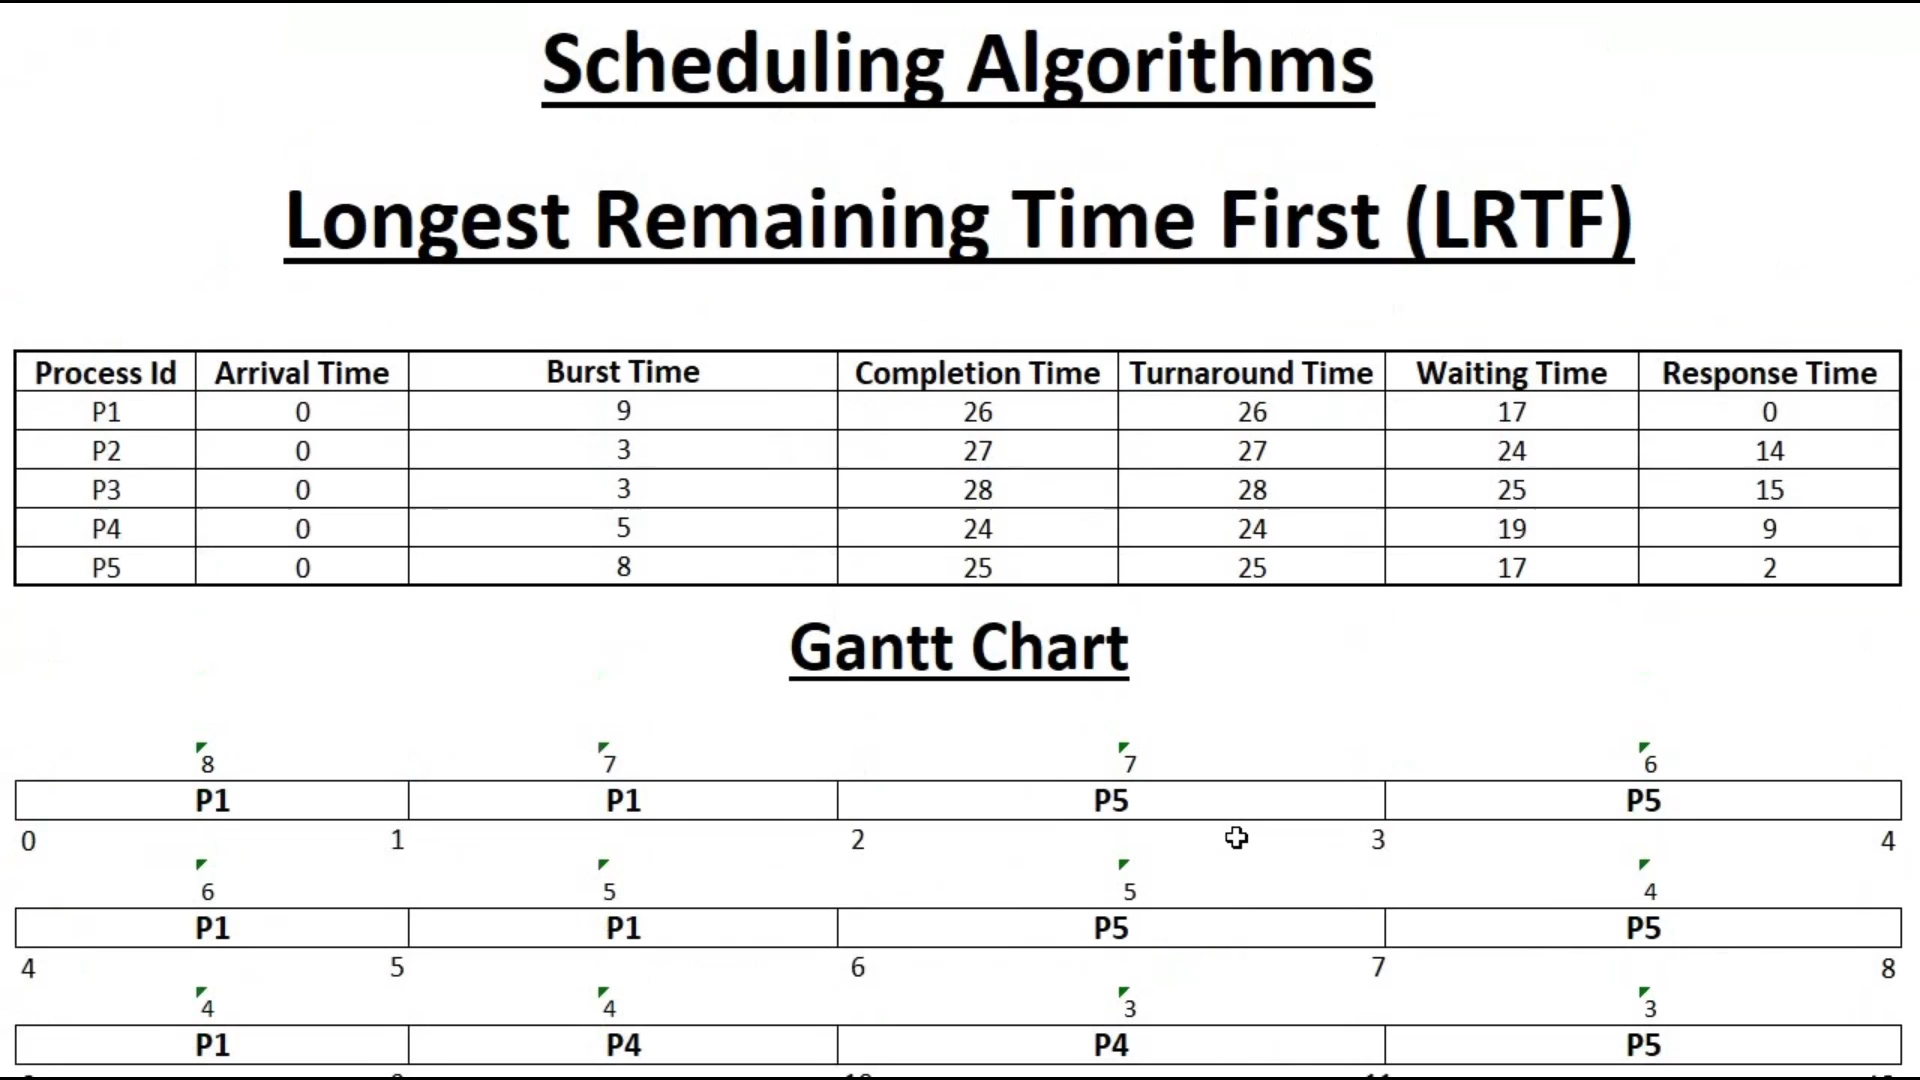 Scheduling Algorithms
Longest Remaining Time First (LRTF)
Process Id Arrival Time Burst Time Completion Time Turnaround Time Waiting Time Response Time
P1 0 9 26 26 17 0
P2 0 3 27 27 24 14
P3 0 3 28 28 25 15
P4 0 5 24 24 19 9
P5 0 8 25 25 17 2
Gantt Chart
8 7 7 6
P1 P1 P5 P5
0 1 2 3 4
6 5 5 4
P1 P1 P5 P5
4 5 6 7 8
4 4 3 3
P1 P4 P4 P5